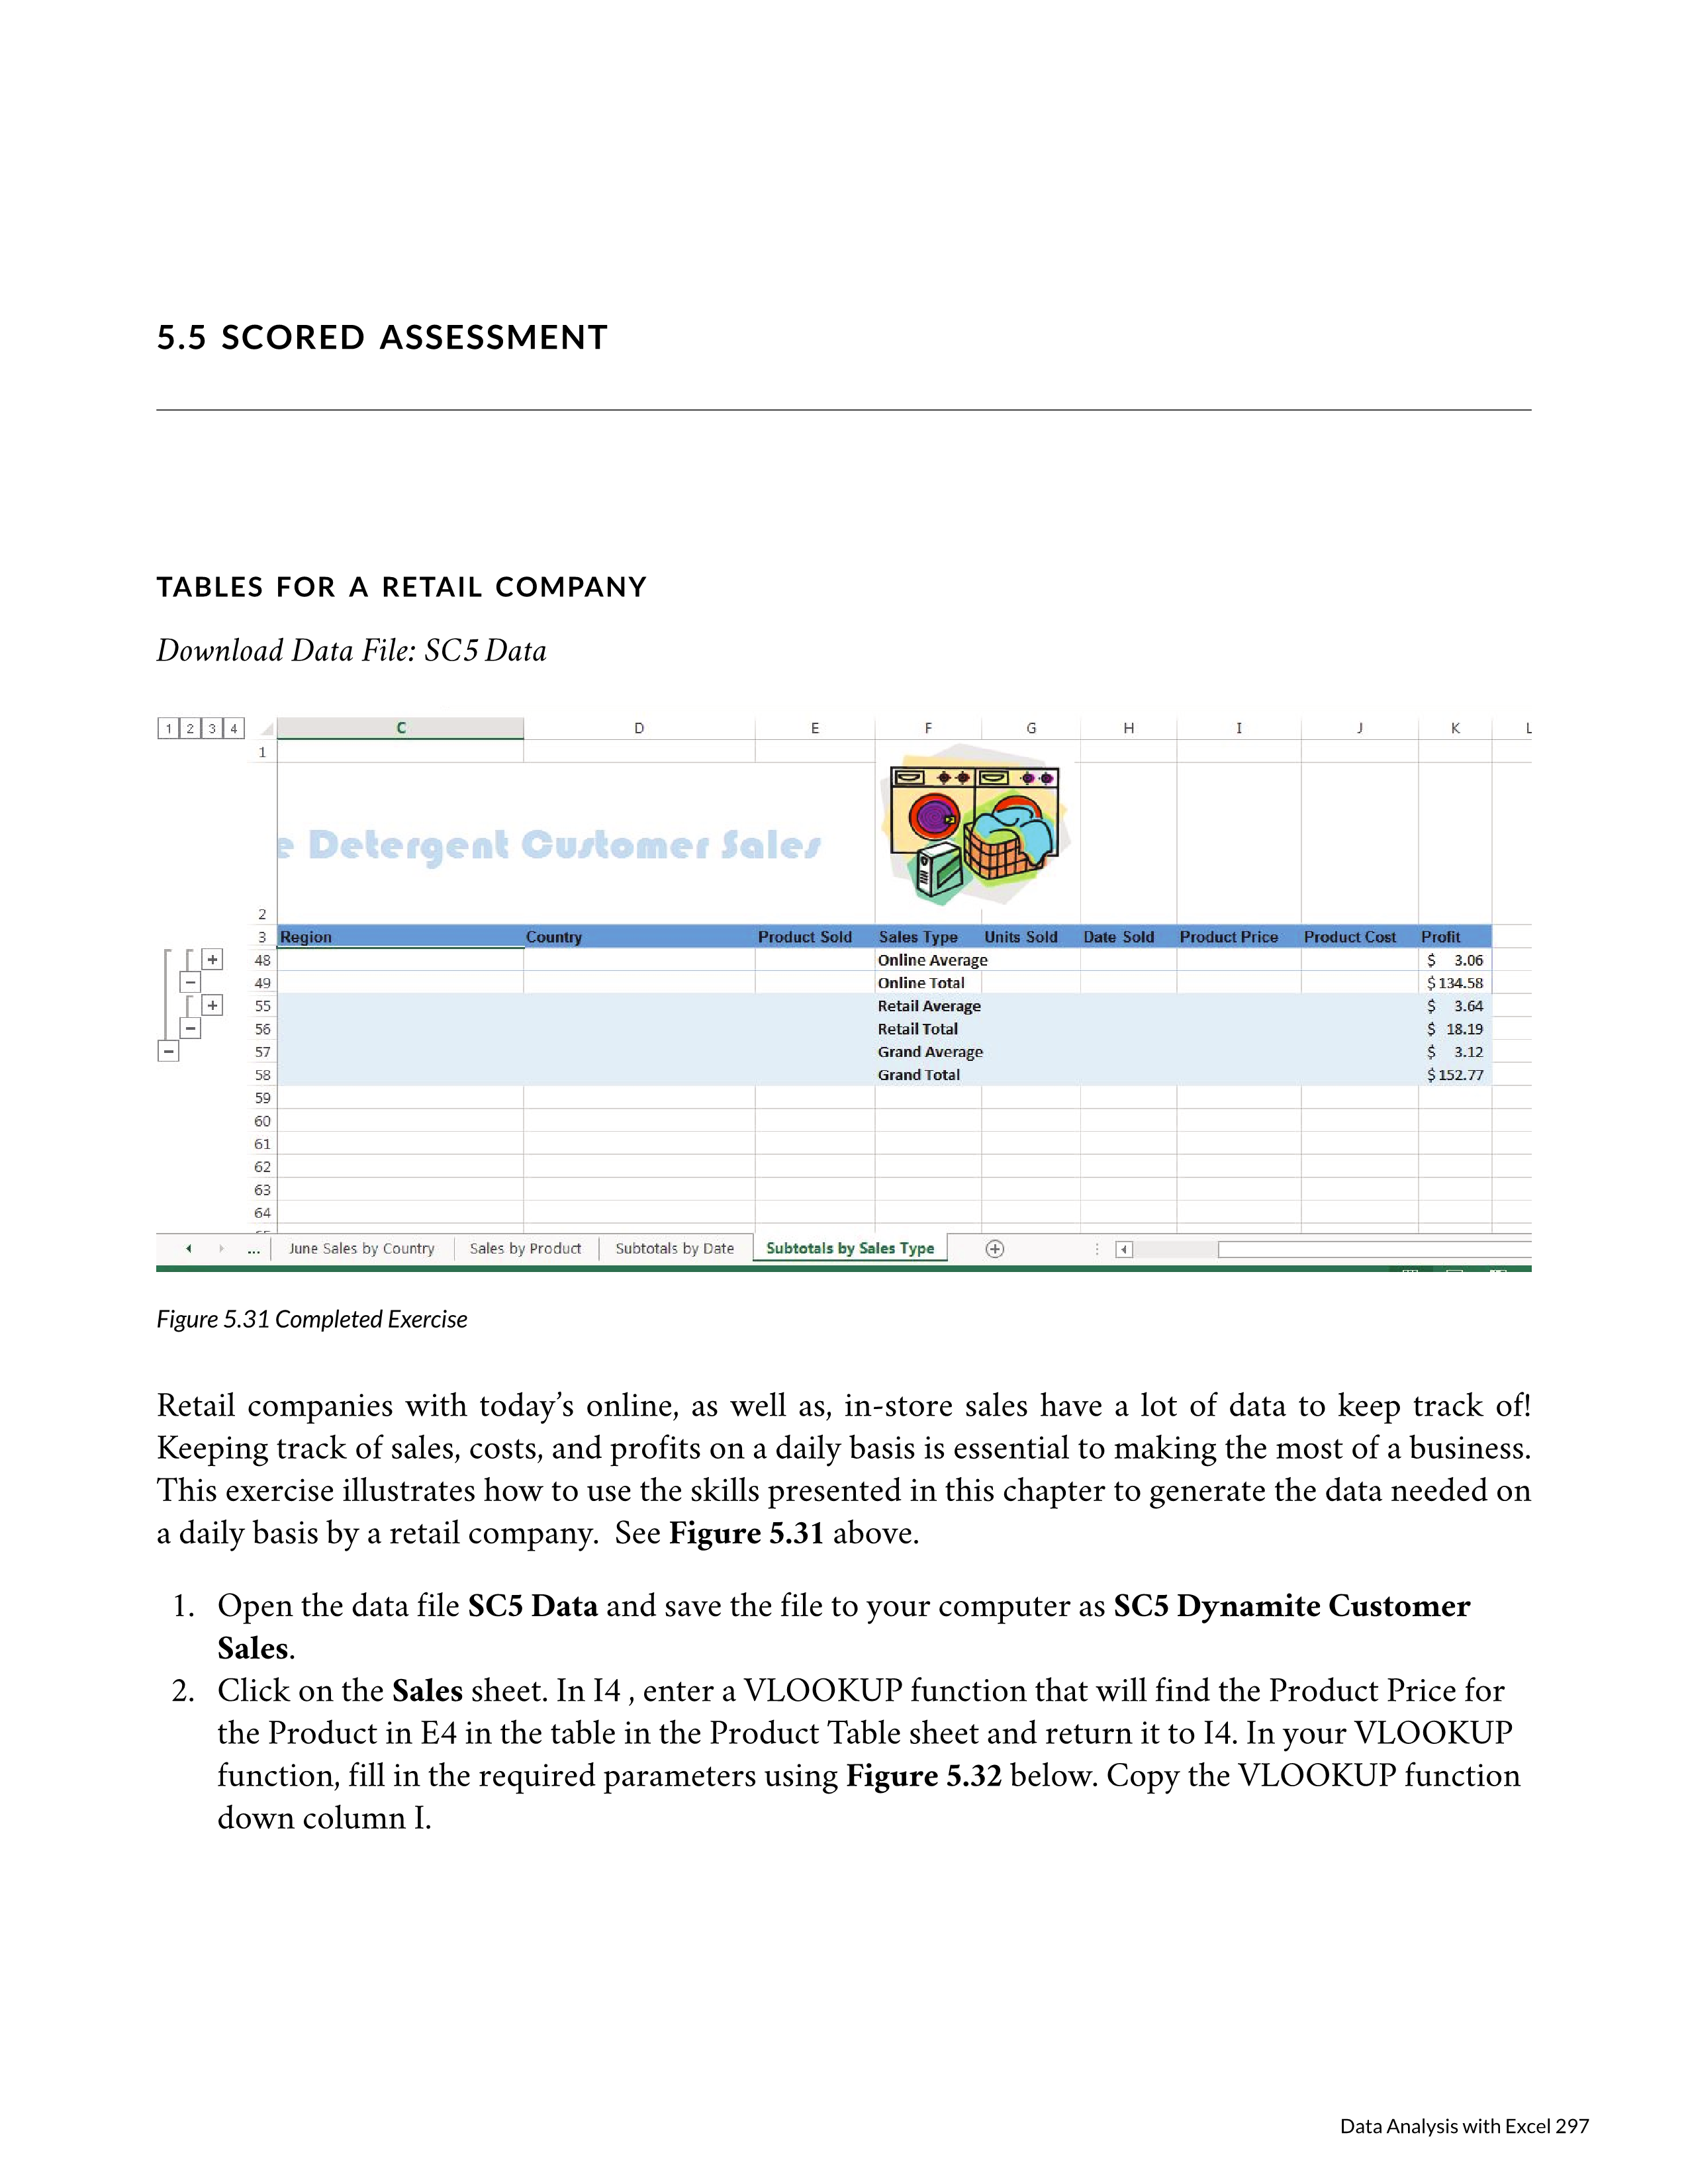 5.5 SCORED ASSESSMENT
TABLES FOR A RETAIL COMPANY
Download Data File: SC5 Data
1 2 3 4 C D E F G H I J K L
1
e Detergent Customer Sales
2
3 Region Country Product Sold Sales Type Units Sold Date Sold Product Price Product Cost Profit
48 Online Average $ 3.06
49 Online Total $134.58
55 Retail Average $ 3.64
56 Retail Total $ 18.19
57 Grand Average $ 3.12
58 Grand Total $152.77
59
60
61
62
63
64
... June Sales by Country Sales by Product Subtotals by Date Subtotals by Sales Type
Figure 5.31 Completed Exercise
Retail companies with today’s online, as well as, in-store sales have a lot of data to keep track of!
Keeping track of sales, costs, and profits on a daily basis is essential to making the most of a business.
This exercise illustrates how to use the skills presented in this chapter to generate the data needed on
a daily basis by a retail company. See Figure 5.31 above.
1. Open the data file SC5 Data and save the file to your computer as SC5 Dynamite Customer
Sales.
2. Click on the Sales sheet. In I4 , enter a VLOOKUP function that will find the Product Price for
the Product in E4 in the table in the Product Table sheet and return it to I4. In your VLOOKUP
function, fill in the required parameters using Figure 5.32 below. Copy the VLOOKUP function
down column I.
Data Analysis with Excel 297